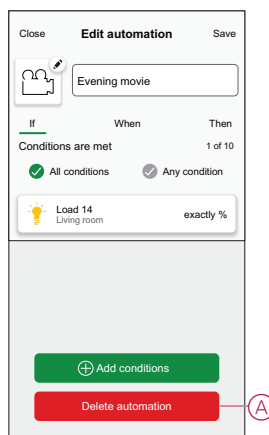 Close Edit automation Save
Evening movie
If When Then
Conditions are met 1 of 10
All conditions Any condition
Load 14 exactly %
Living room
Add conditions
Delete automation A